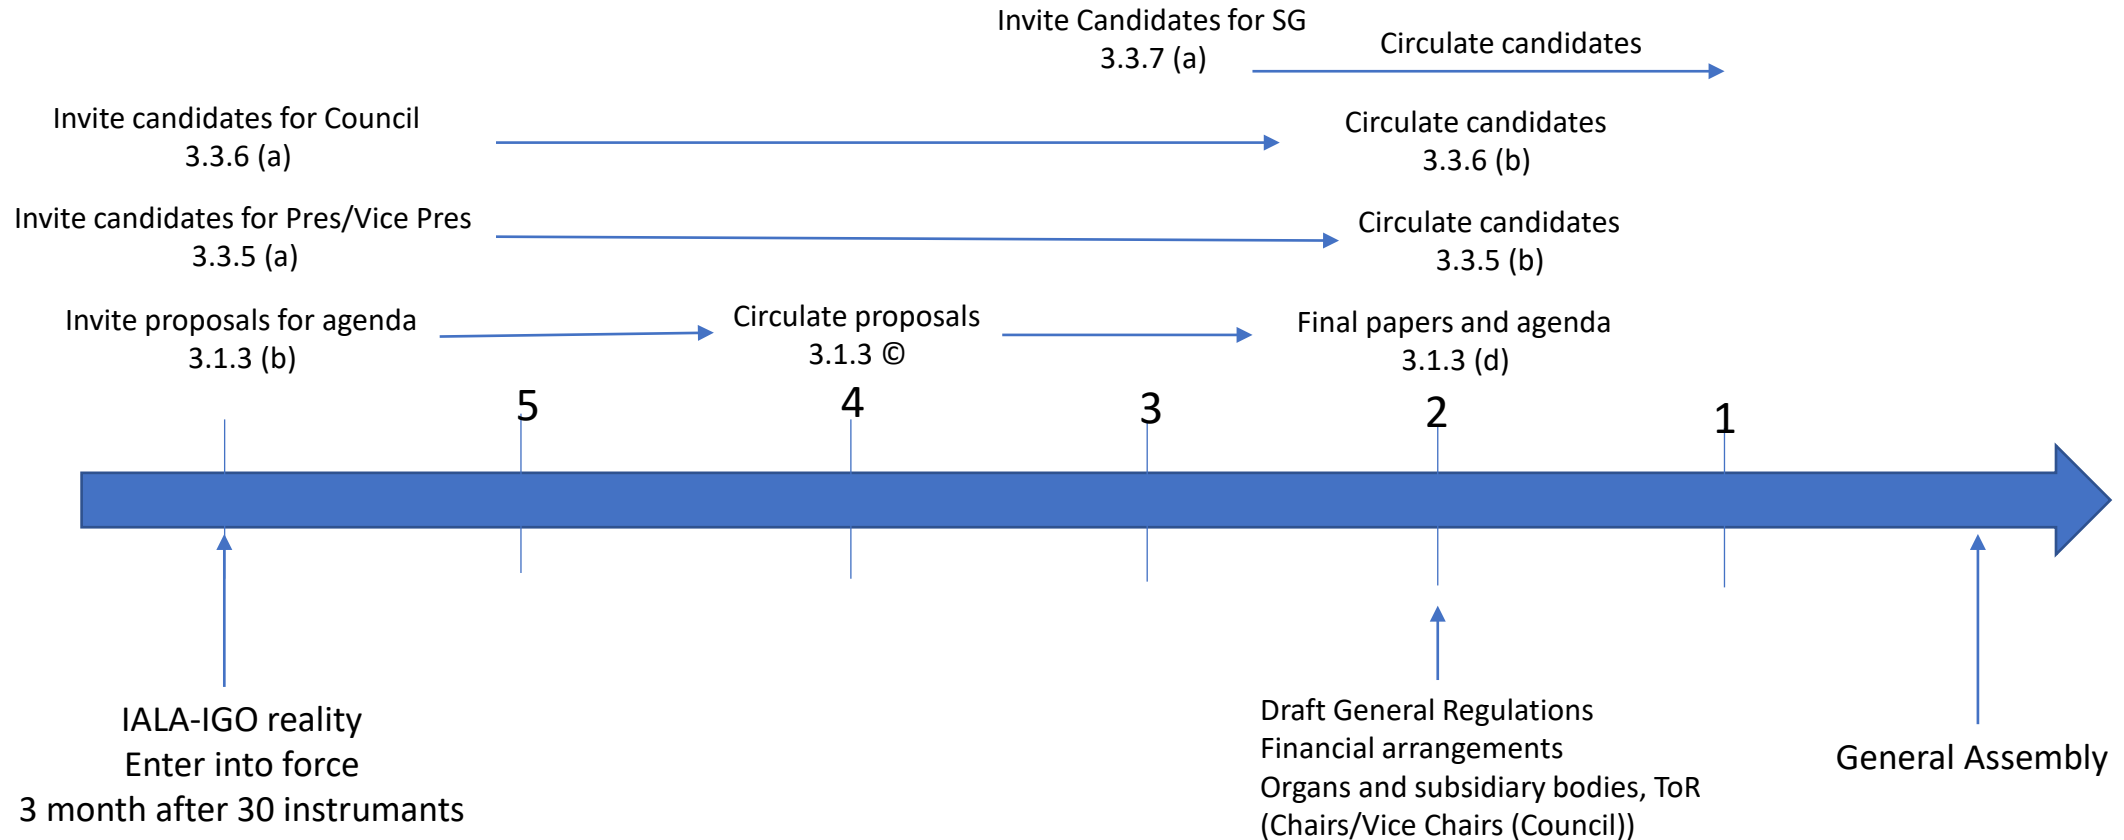 Invite Candidates for SG
3.3.7 (a)
Circulate candidates
Invite candidates for Council
3.3.6 (a)
Circulate candidates
3.3.6 (b)
Invite candidates for Pres/Vice Pres
3.3.5 (a)
Circulate candidates
3.3.5 (b)
Invite proposals for agenda
3.1.3 (b)
Circulate proposals
3.1.3 ©
Final papers and agenda
3.1.3 (d)
5
4
3
2
1
IALA-IGO reality
Enter into force
3 month after 30 instrumants
Draft General Regulations
Financial arrangements
Organs and subsidiary bodies, ToR
(Chairs/Vice Chairs (Council))
General Assembly